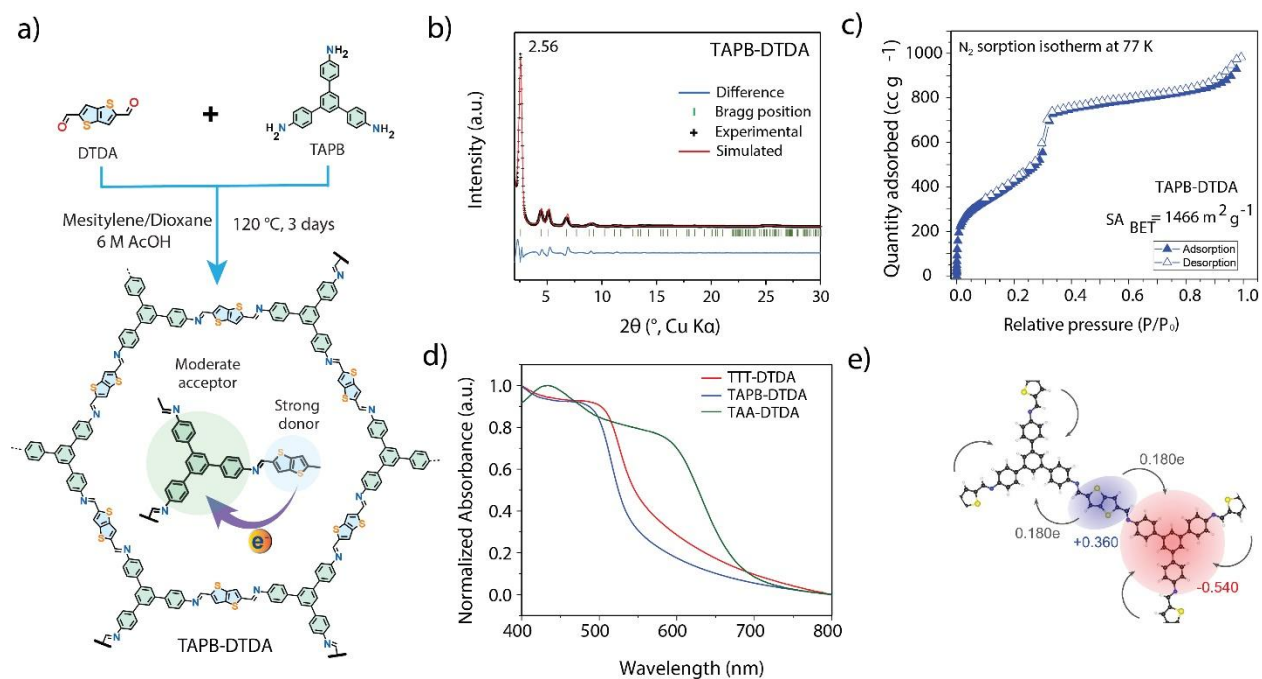 a)
NH₂
DTDA
+
H₂N
NH₂
TAPB
Mesitylene/Dioxane
6 M AcOH
120 °C, 3 days
Moderate
acceptor
Strong
donor
e⁻
TAPB-DTDA
b)
2.56
TAPB-DTDA
Difference
Bragg position
Experimental
Simulated
Intensity (a.u.)
5 10 15 20 25 30
2θ (°, Cu Kα)
c)
N₂ sorption isotherm at 77 K
Quantity adsorbed (cc g⁻¹)
1000
800
600
400
200
0
TAPB-DTDA
SA BET = 1466 m² g⁻¹
Adsorption
Desorption
0.0 0.2 0.4 0.6 0.8 1.0
Relative pressure (P/P₀)
d)
TTT-DTDA
TAPB-DTDA
TAA-DTDA
Normalized Absorbance (a.u.)
1.0
0.8
0.6
0.4
0.2
0.0
400 500 600 700 800
Wavelength (nm)
e)
0.180e
0.180e
+0.360
-0.540